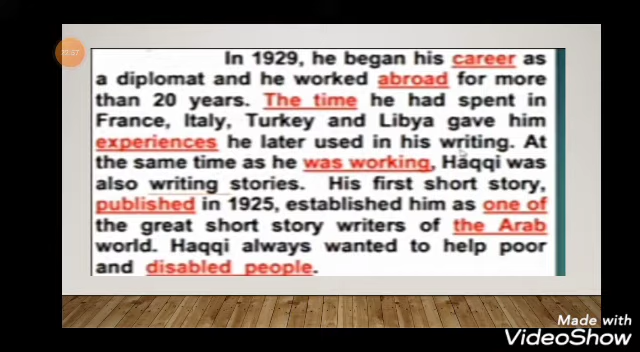 In 1929, he began his career as
a diplomat and he worked abroad for more
than 20 years. The time he had spent in
France, Italy, Turkey and Libya gave him
experiences he later used in his writing. At
the same time as he was working, Haqqi was
also writing stories. His first short story,
published in 1925, established him as one of
the great short story writers of the Arab
world. Haqqi always wanted to help poor
and disabled people.
Made with
VideoShow